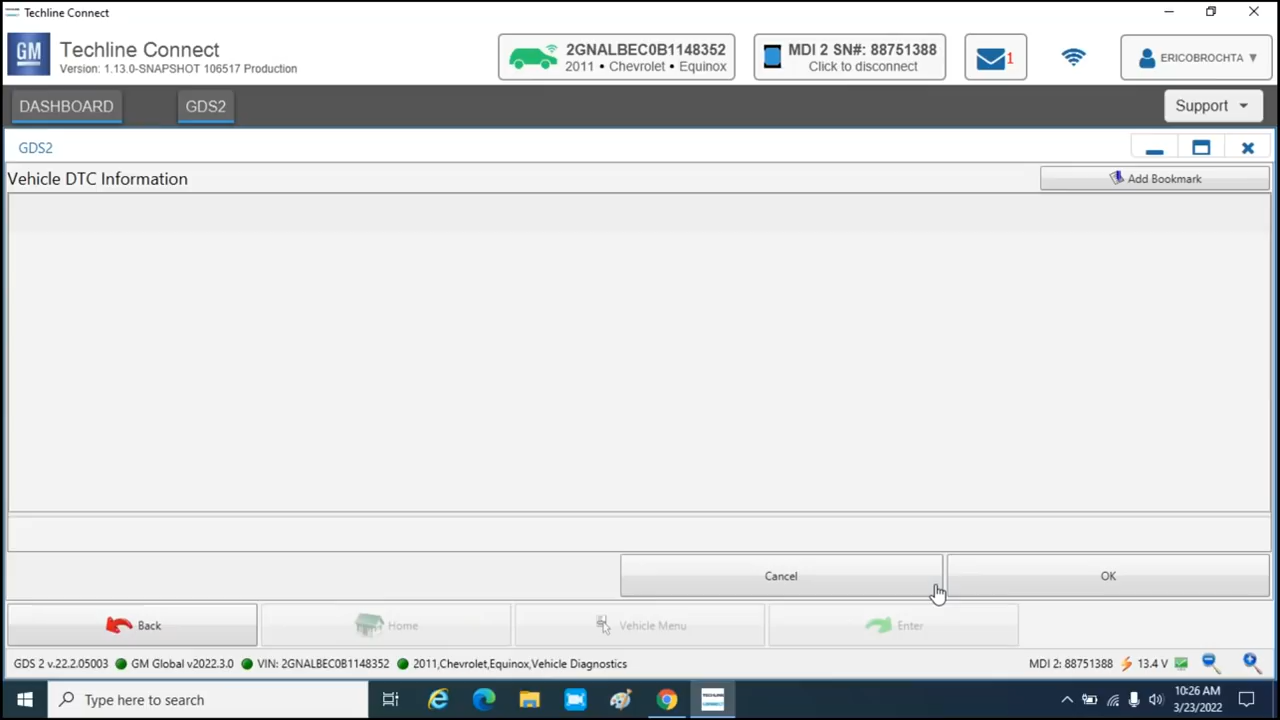 Techline Connect
GM
Techline Connect
Version: 1.13.0-SNAPSHOT 106517 Production
2GNALBEC0B1148352
2011 • Chevrolet • Equinox
MDI 2 SN#: 88751388
Click to disconnect
1
ERICOBROCHTA
DASHBOARD
GDS2
Support
GDS2
Vehicle DTC Information
Add Bookmark
Cancel
OK
Back
Home
Vehicle Menu
Enter
GDS 2 v.22.2.05003 GM Global v2022.3.0 VIN: 2GNALBEC0B1148352 2011,Chevrolet,Equinox,Vehicle Diagnostics MDI 2: 88751388 13.4 V
Type here to search
TECHLINE
CONNECT
10:26 AM
3/23/2022